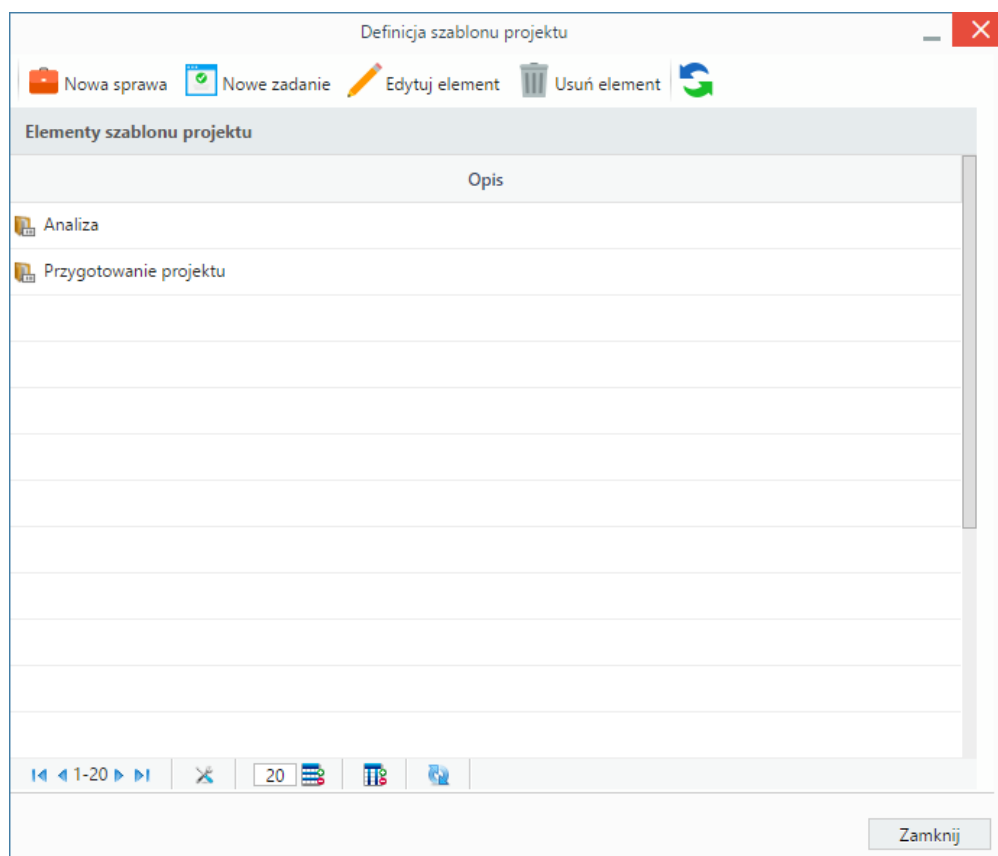 Definicja szablonu projektu
Nowa sprawa Nowe zadanie Edytuj element Usuń element
Elementy szablonu projektu
Opis
Analiza
Przygotowanie projektu
1-20 20
Zamknij